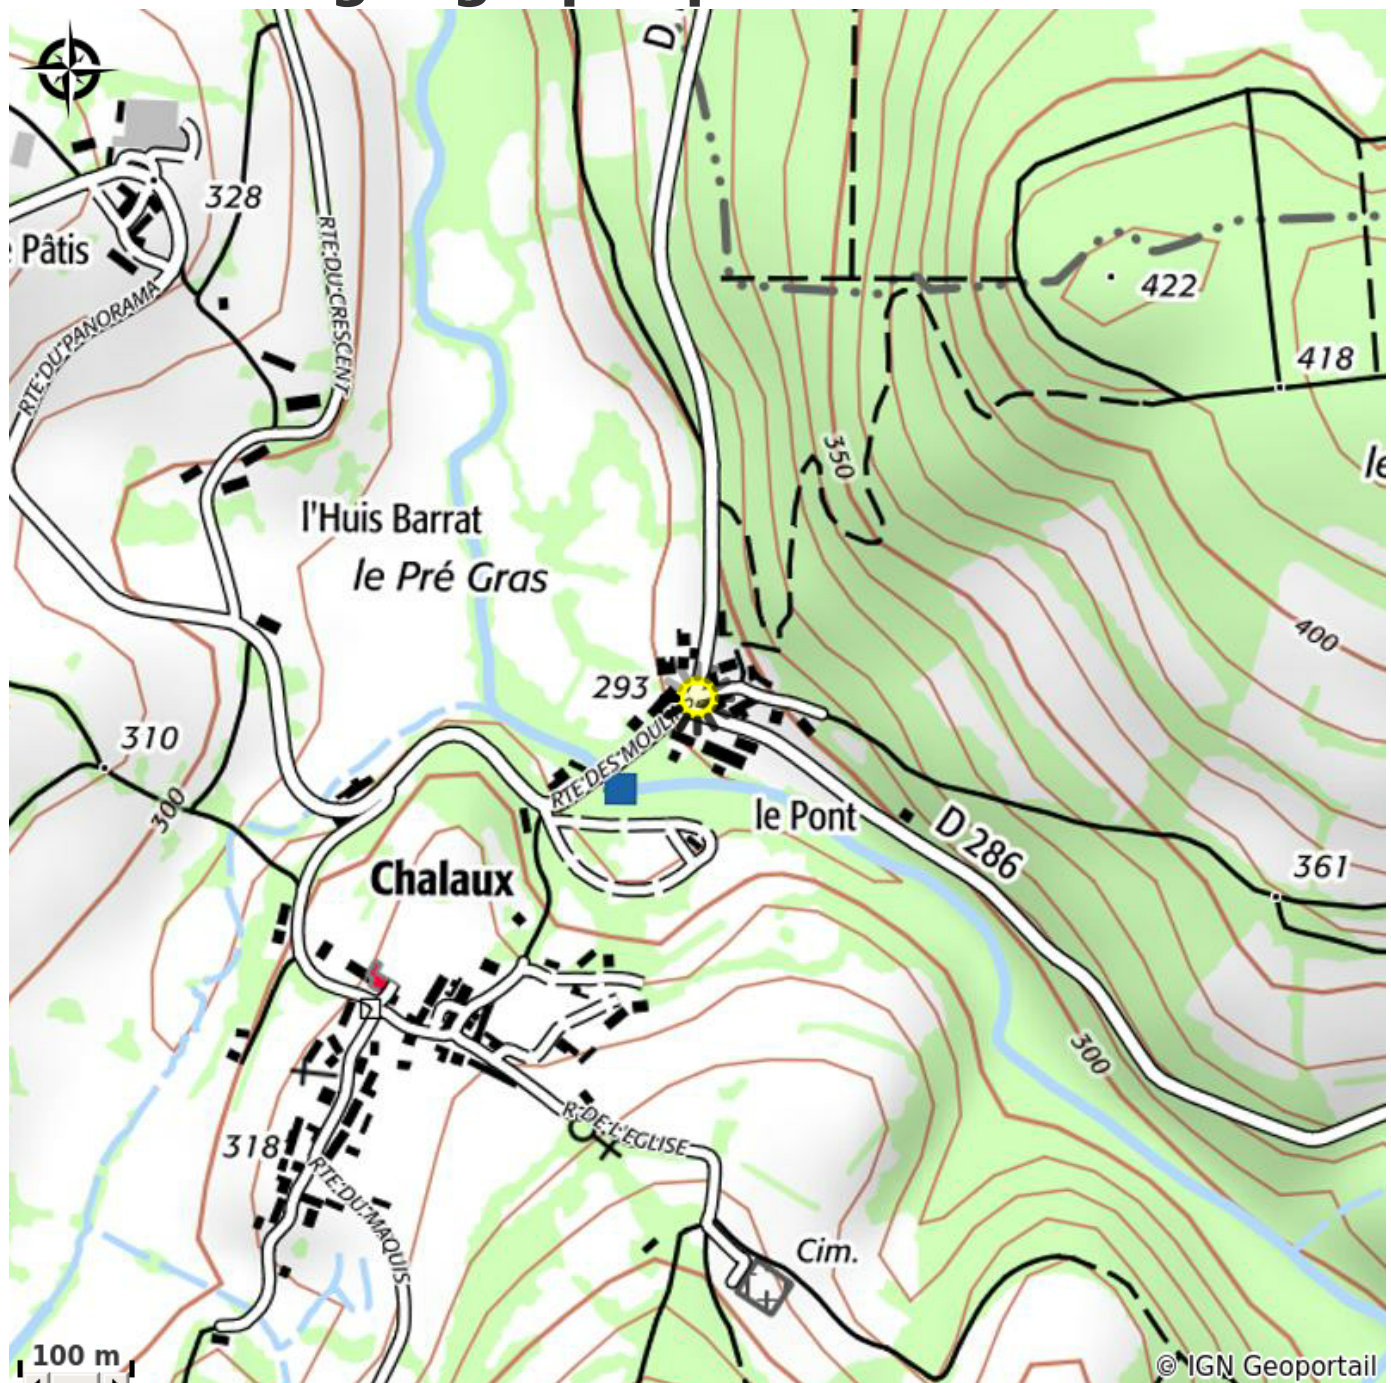 D
328
e Pâtis
RTE DU CRESCENT
RTE DU PANORAMA
422
418
350
le
l'Huis Barrat
le Pré Gras
400
293
310
RTE DES MOULI
300
le Pont
D 286
361
Chalaux
300
R DE L'EGLISE
318
RTE DU MAQUIS
Cim.
100 m
© IGN Geoportail